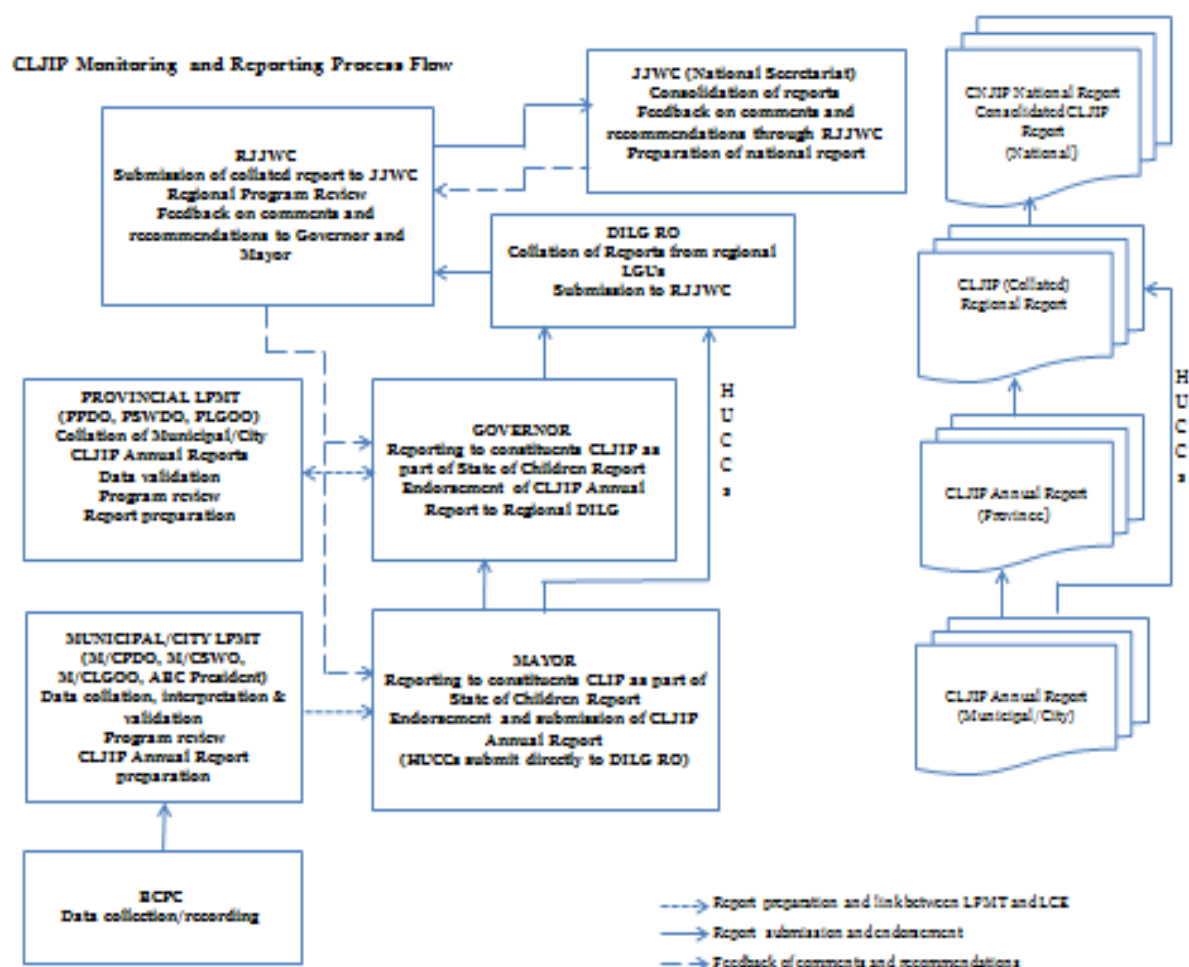 CLJIP Monitoring and Reporting Process Flow
JJWC (National Secretariat)
Consolidation of reports
Feedback on comments and
recommendations through RJJWC
Preparation of national report
RJJWC
Submission of collated report to JJWC
Regional Program Review
Feedback on comments and
recommendations to Governor and
Mayor
DILG RO
Collation of Reports from regional
LGUs
Submission to RJJWC
PROVINCIAL LPMT
(PPDO, PSWDO, PLGOO)
Collation of Municipal/City
CLJIP Annual Reports
Data validation
Program review
Report preparation
GOVERNOR
Reporting to constituents CLJIP as
part of State of Children Report
Endorsement of CLJIP Annual
Report to Regional DILG
H
U
C
C
s
MUNICIPAL/CITY LPMT
(M/CPDO, M/CSWO,
M/CLGOO, ABC President)
Data collation, interpretation &
validation
Program review
CLJIP Annual Report
preparation
MAYOR
Reporting to constituents CLIP as part of
State of Children Report
Endorsement and submission of CLJIP
Annual Report
(HUCCs submit directly to DILG RO)
BCPC
Data collection/recording
CNJIP National Report
Consolidated CLJIP
Report
(National)
CLJIP (Collated)
Regional Report
CLJIP Annual Report
(Province)
CLJIP Annual Report
(Municipal/City)
H
U
C
C
s
Report preparation and link between LPMT and LCE
Report submission and endorsement
Feedback of comments and recommendations